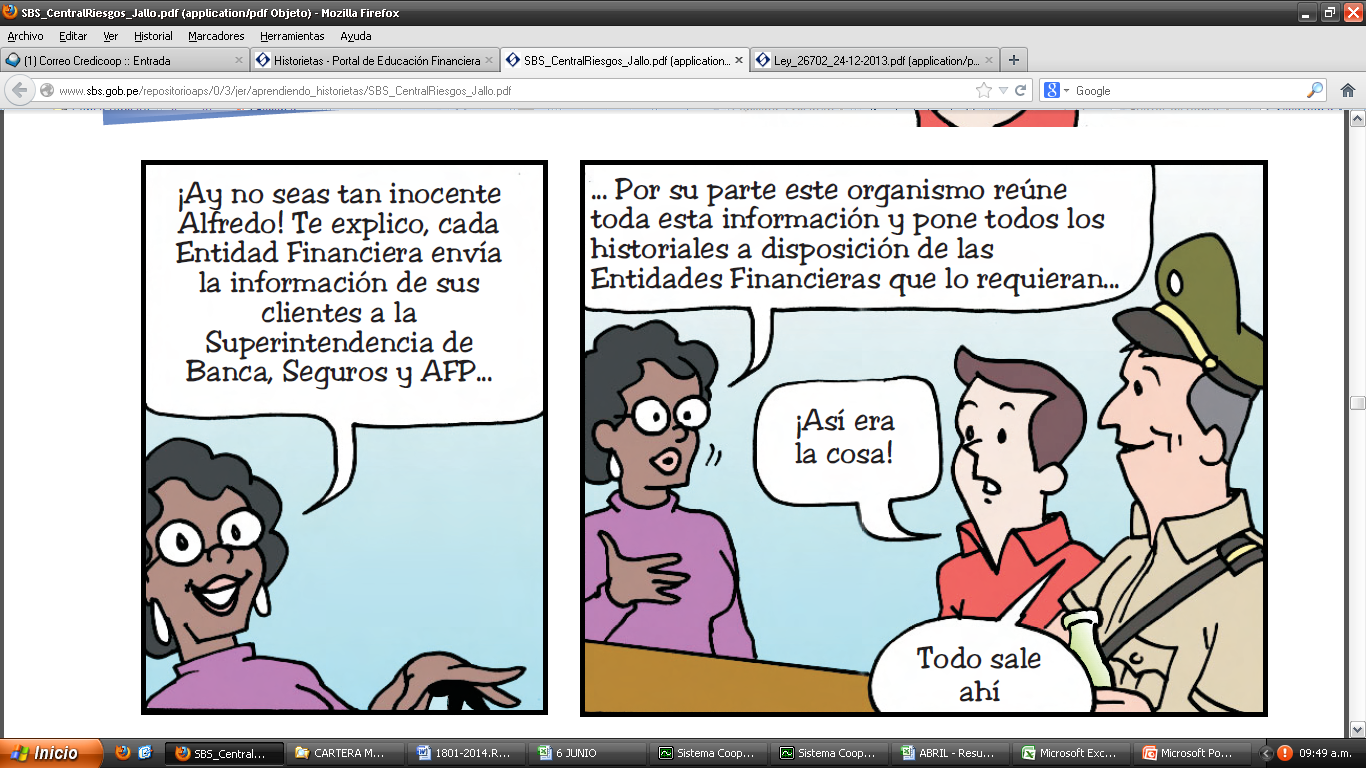 SBS_CentralRiesgos_Jallo.pdf (application/pdf Objeto) - Mozilla Firefox
Archivo Editar Ver Historial Marcadores Herramientas Ayuda
(1) Correo Credicoop :: Entrada
Historietas - Portal de Educación Financiera
SBS_CentralRiesgos_Jallo.pdf (application...
Ley_26702_24-12-2013.pdf (application/p...
www.sbs.gob.pe/repositorioaps/0/3/jer/aprendiendo_historietas/SBS_CentralRiesgos_Jallo.pdf
Google
¡Ay no seas tan inocente
Alfredo! Te explico, cada
Entidad Financiera envía
la información de sus
clientes a la
Superintendencia de
Banca, Seguros y AFP...
... Por su parte este organismo reúne
toda esta información y pone todos los
historiales a disposición de las
Entidades Financieras que lo requieran...
¡Así era
la cosa!
Todo sale
ahí
Inicio
SBS_Central...
CARTERA M...
1801-2014.R...
6 JUNIO
Sistema Coop...
Sistema Coop...
ABRIL - Resu...
Microsoft Exc...
Microsoft Po...
09:49 a.m.